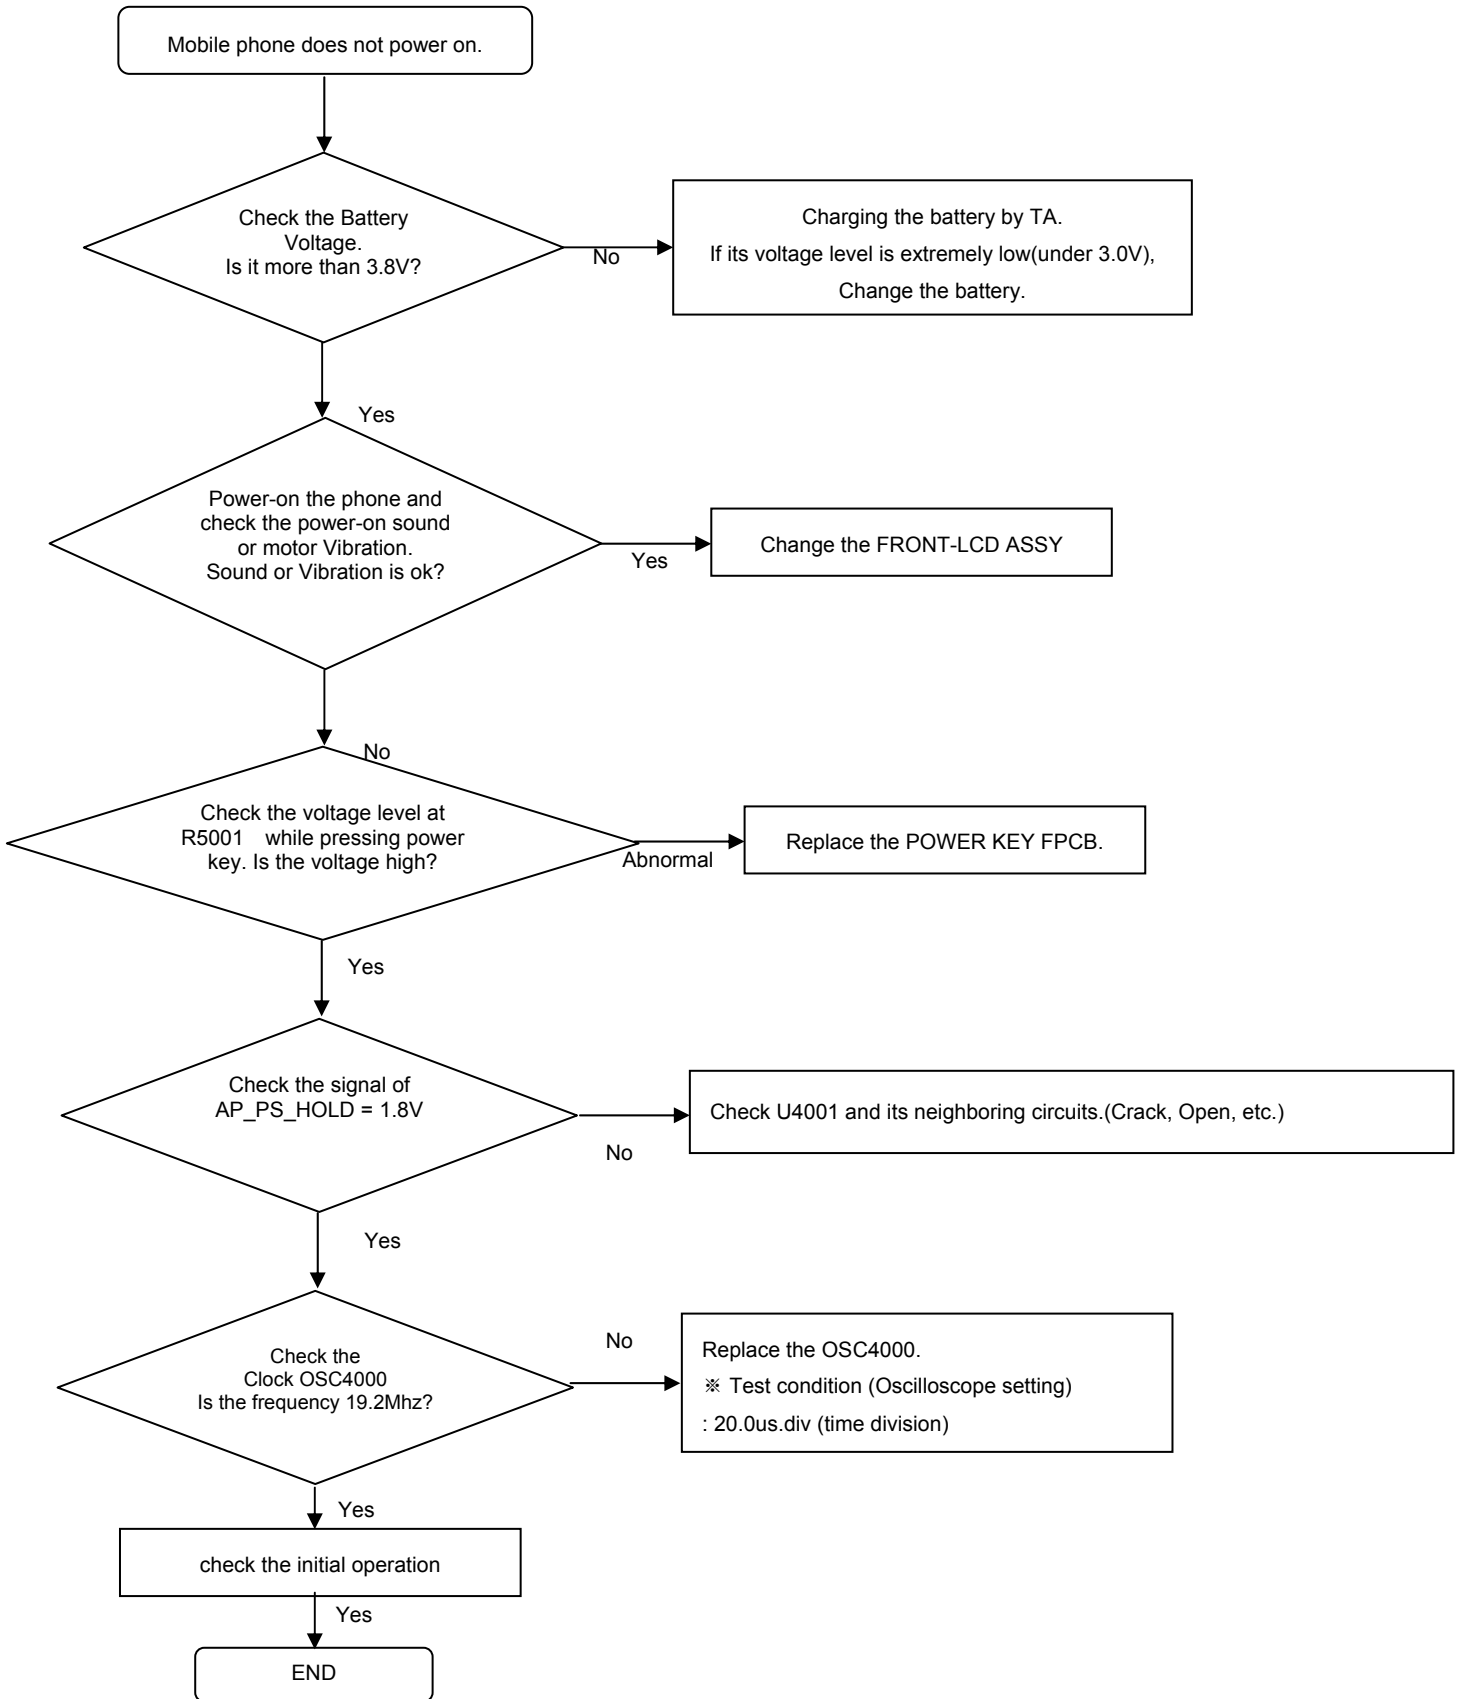 Mobile phone does not power on.
Check the Battery
Voltage.
Is it more than 3.8V?
No
Charging the battery by TA.
If its voltage level is extremely low(under 3.0V),
Change the battery.
Yes
Power-on the phone and
check the power-on sound
or motor Vibration.
Sound or Vibration is ok?
Yes
Change the FRONT-LCD ASSY
No
Check the voltage level at
R5001 while pressing power
key. Is the voltage high?
Abnormal
Replace the POWER KEY FPCB.
Yes
Check the signal of
AP_PS_HOLD = 1.8V
No
Check U4001 and its neighboring circuits.(Crack, Open, etc.)
Yes
Check the
Clock OSC4000
Is the frequency 19.2Mhz?
No
Replace the OSC4000.
※ Test condition (Oscilloscope setting)
: 20.0us.div (time division)
Yes
check the initial operation
Yes
END